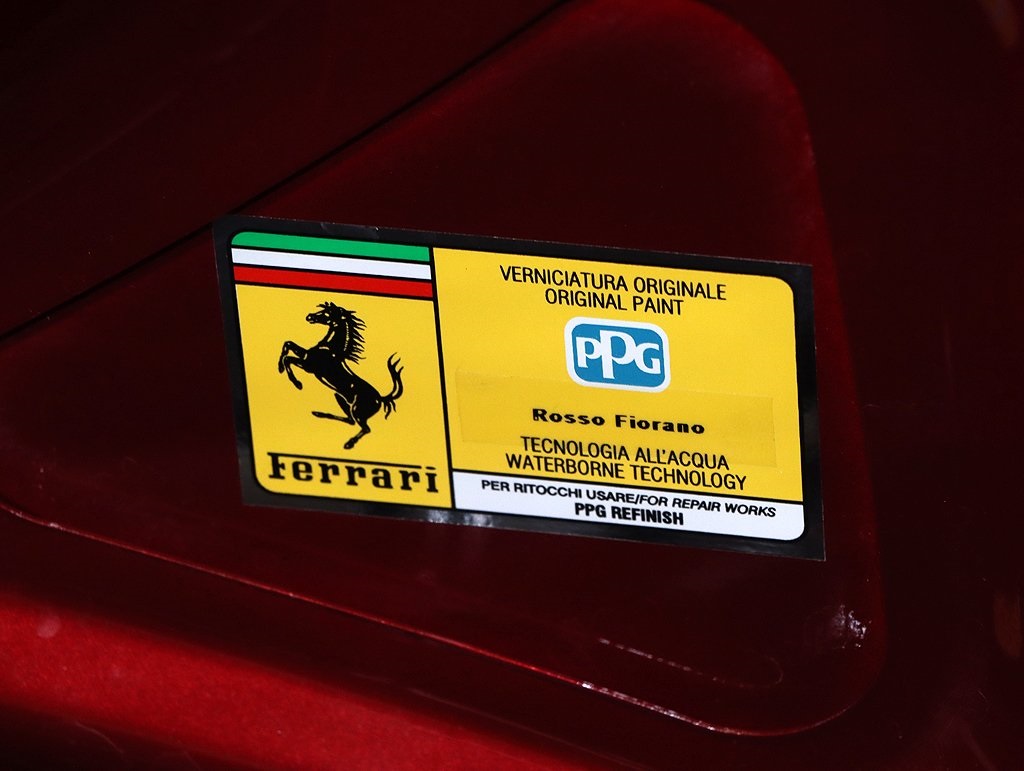 Ferrari
VERNICIATURA ORIGINALE
ORIGINAL PAINT
PPG
Rosso Fiorano
TECNOLOGIA ALL'ACQUA
WATERBORNE TECHNOLOGY
PER RITOCCHI USARE/FOR REPAIR WORKS
PPG REFINISH